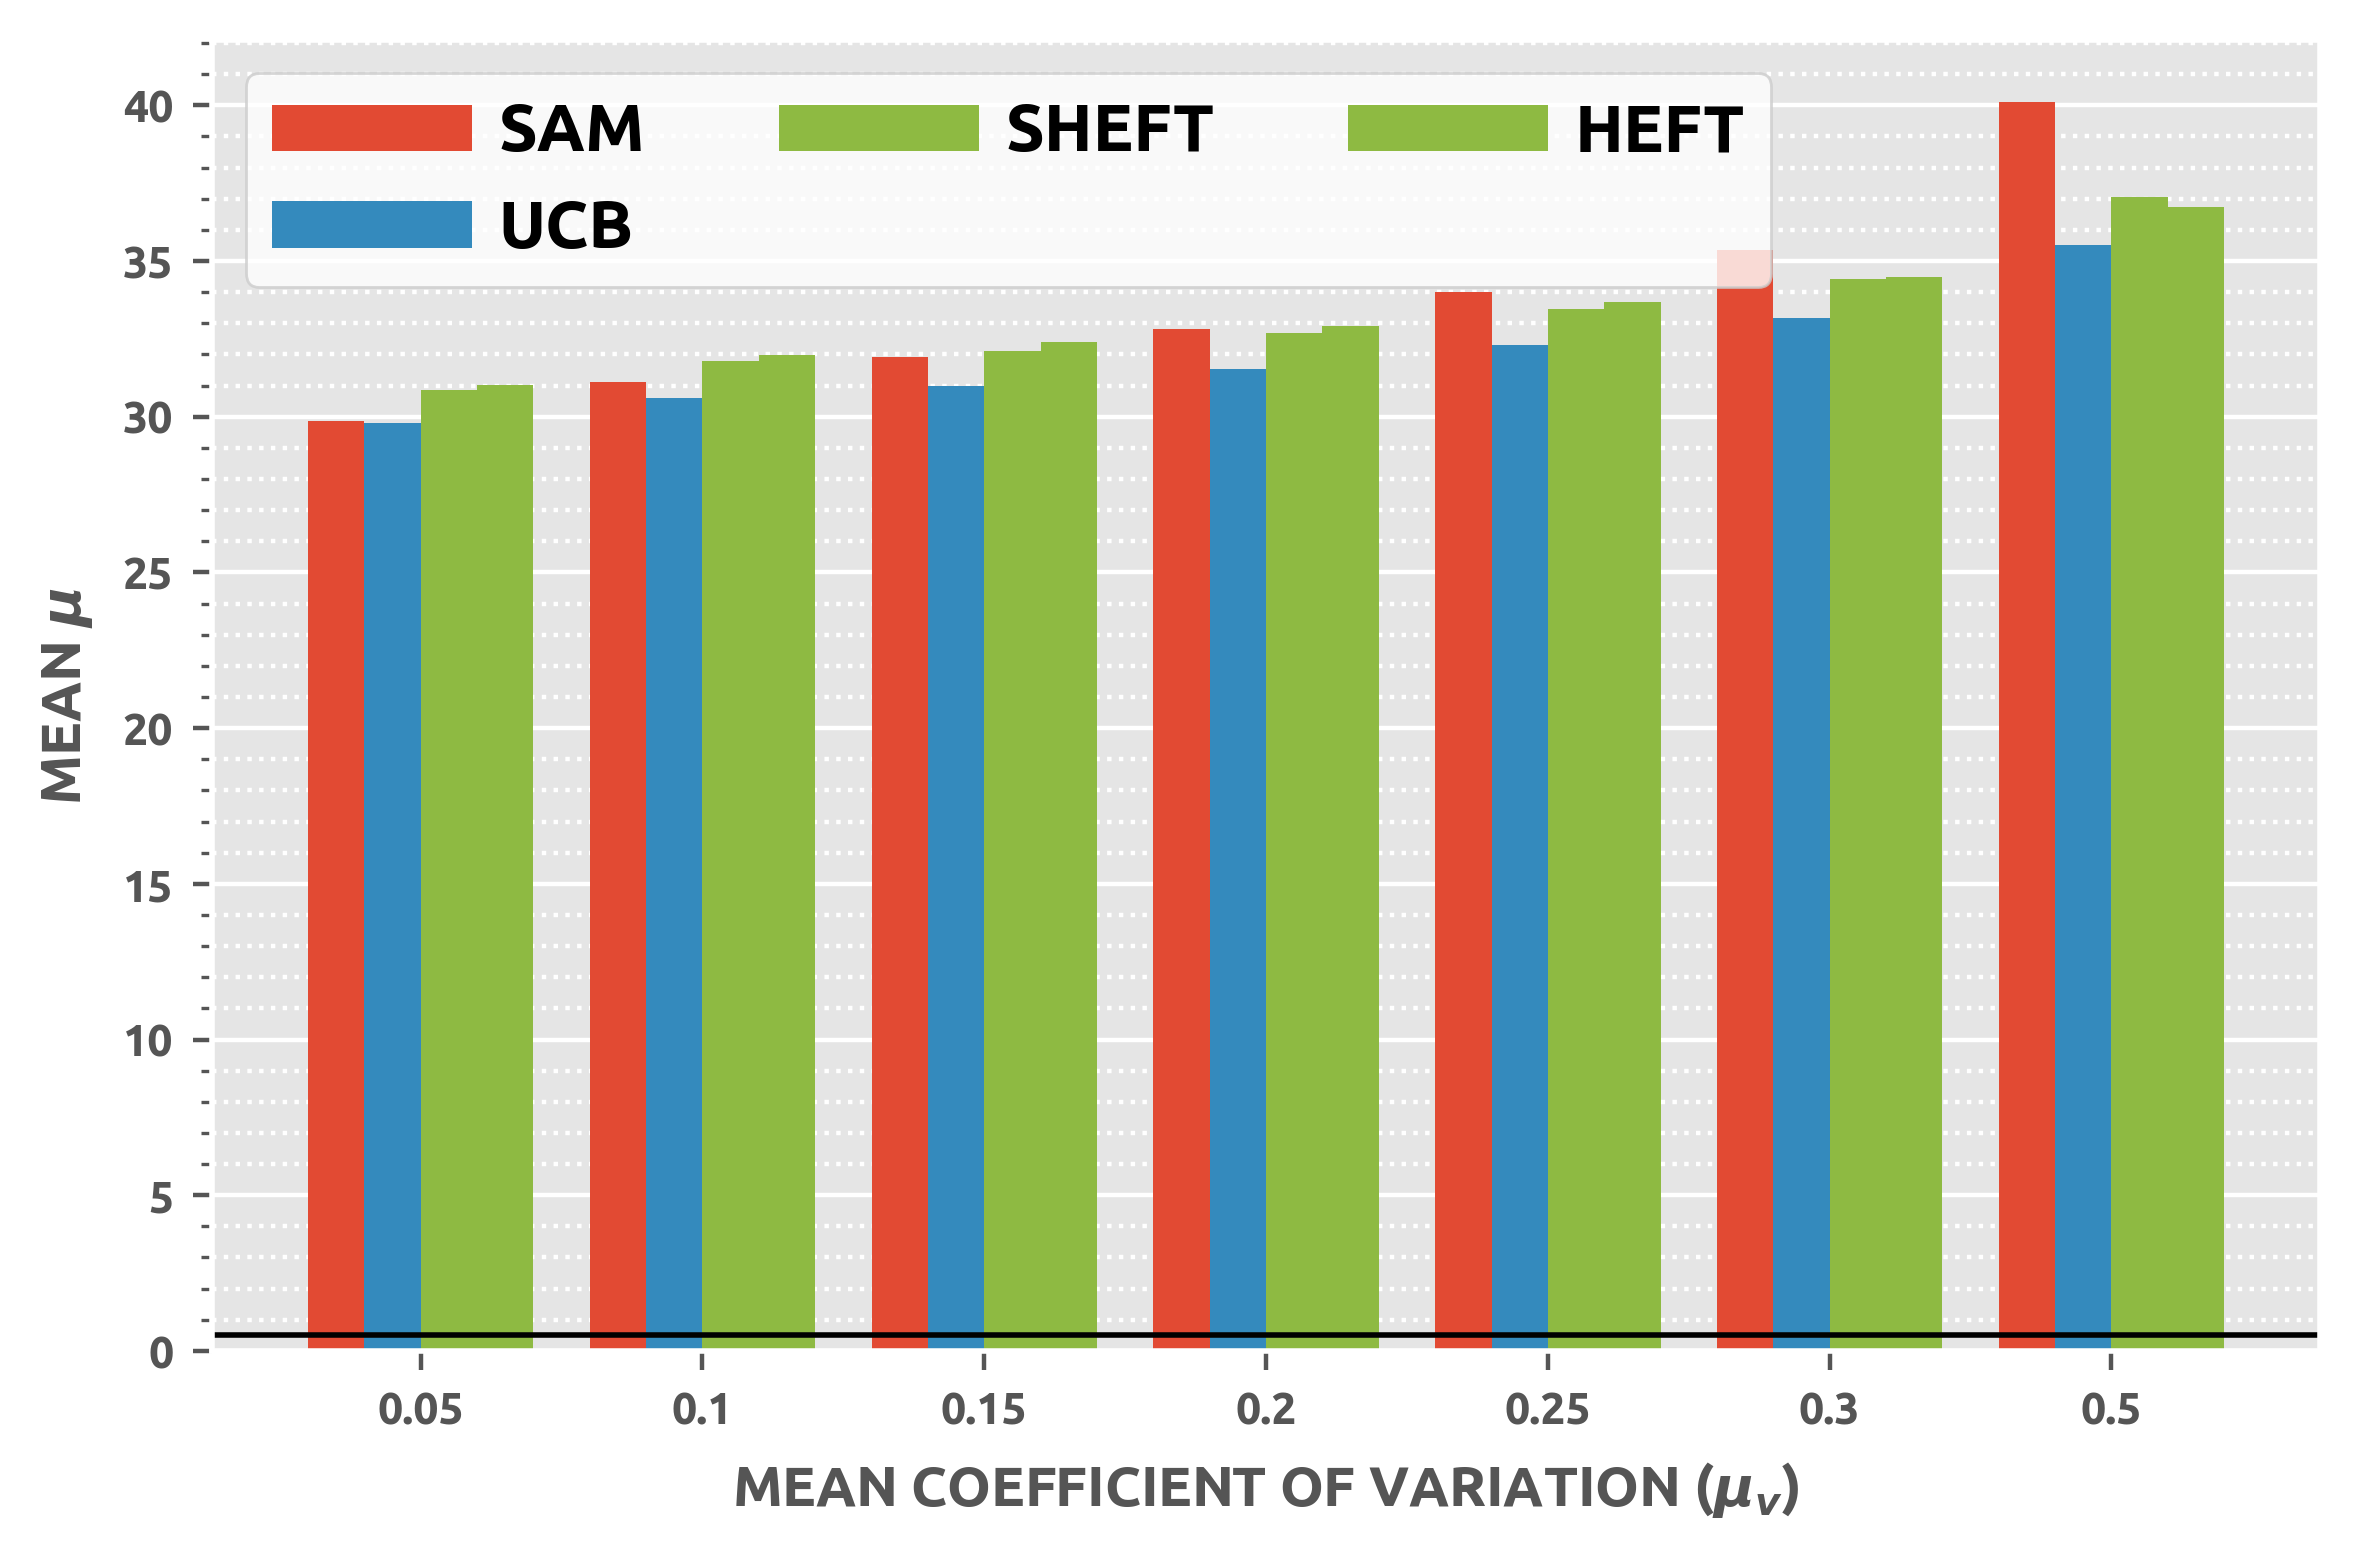 SAM SHEFT HEFT
UCB
40
35
30
25
20
15
10
5
0
MEAN μ
0.05 0.1 0.15 0.2 0.25 0.3 0.5
MEAN COEFFICIENT OF VARIATION (μᵥ)